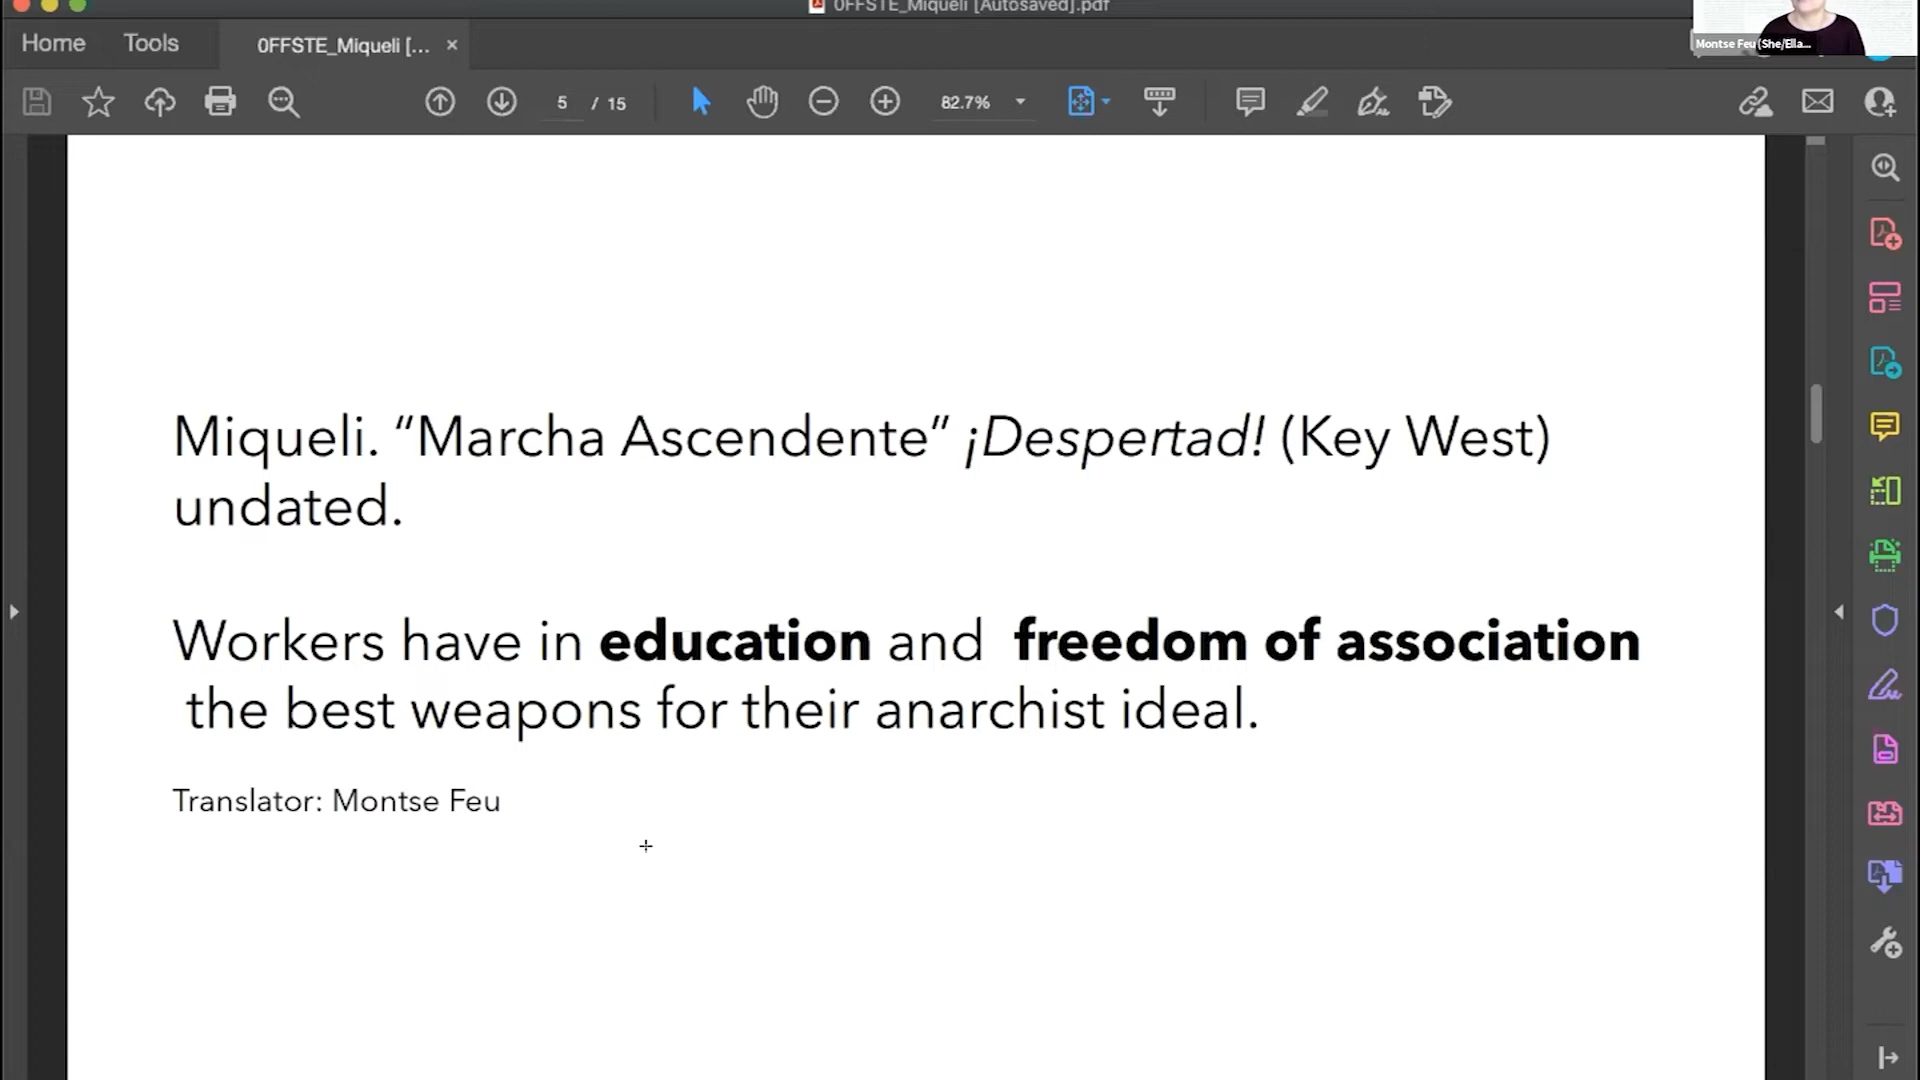 0FFSTE_Miqueli [Autosaved].pdf
Home
Tools
0FFSTE_Miqueli [...
Montse Feu (She/Ella...
5 / 15
82.7%
Miqueli. “Marcha Ascendente” ¡Despertad! (Key West)
undated.
Workers have in education and freedom of association
the best weapons for their anarchist ideal.
Translator: Montse Feu